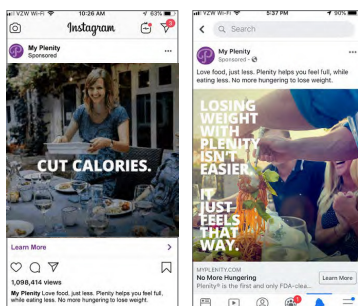 VZW Wi-Fi
10:26 AM
63%
Instagram
3
My Plenity
Sponsored
...
CUT CALORIES.
Learn More
>
1,098,414 views
My Plenity Love food, just less. Plenity helps you feel full,
while eating less. No more hungering to lose weight.
VZW Wi-Fi
5:37 PM
90%
Search
My Plenity
Sponsored ·
...
Love food, just less. Plenity helps you feel full, while
eating less. No more hungering to lose weight.
LOSING
WEIGHT
WITH
PLENITY
ISN'T
EASIER.
IT
JUST
FEELS
THAT
WAY.
MYPLENITY.COM
No More Hungering
Plenity® is the first and only FDA-clea...
Learn More